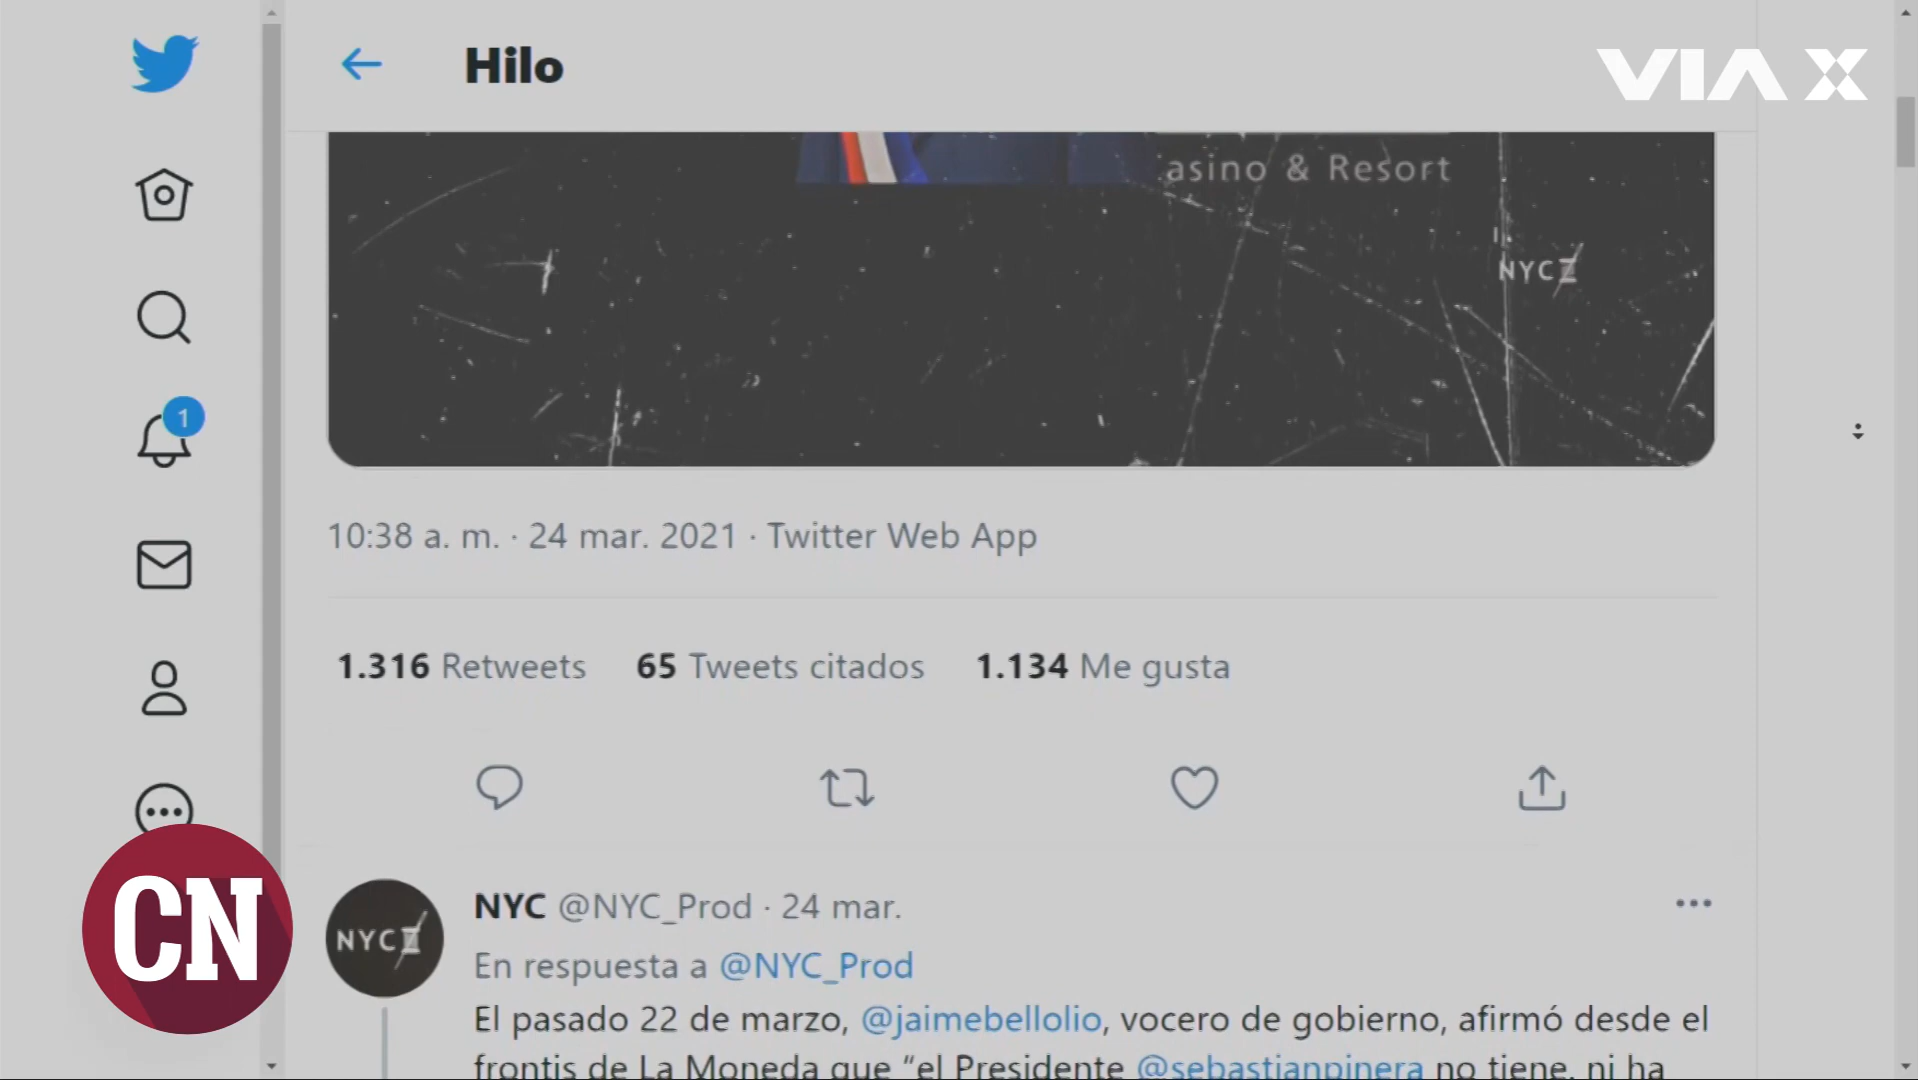 Hilo
VIA X
asino & Resort
NYC
1
10:38 a. m. · 24 mar. 2021 · Twitter Web App
1.316 Retweets 65 Tweets citados 1.134 Me gusta
CN
NYC
NYC @NYC_Prod · 24 mar.
En respuesta a @NYC_Prod
El pasado 22 de marzo, @jaimebellolio, vocero de gobierno, afirmó desde el
frontis de La Moneda que “el Presidente @sebastianpinera no tiene, ni ha